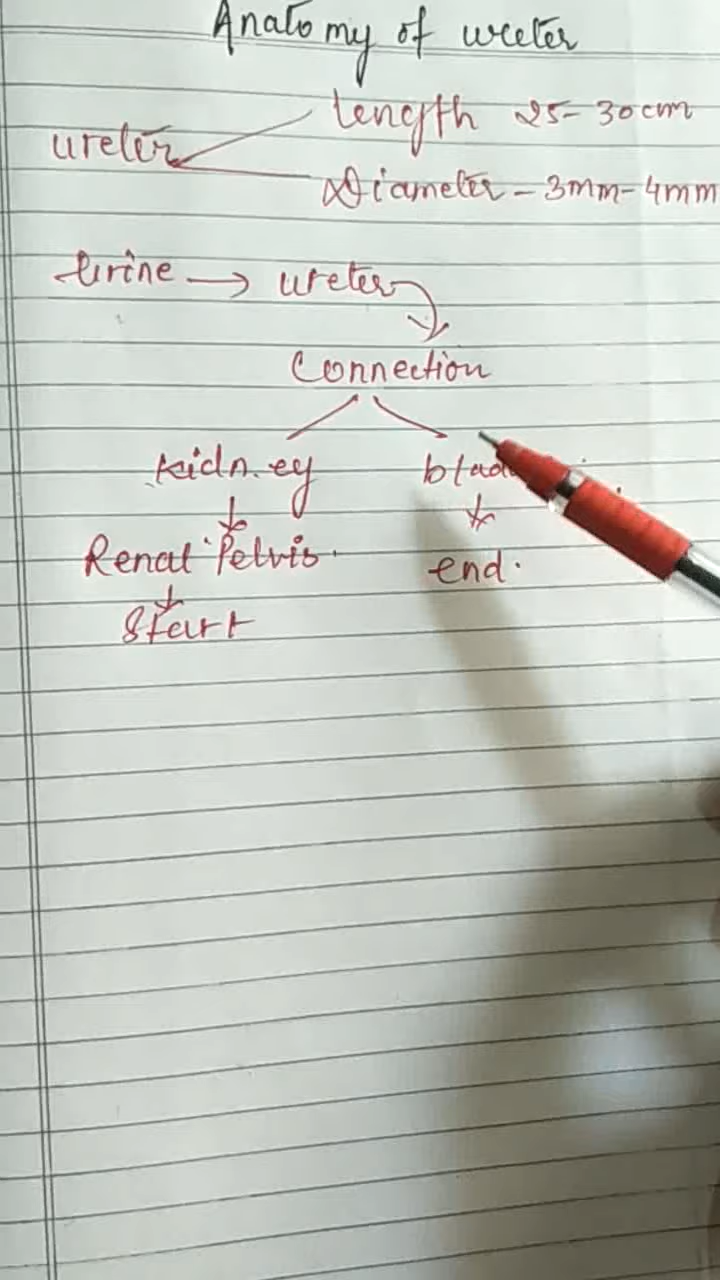 Anatomy of ureter
length 25-30cm
ureter
Diameter - 3mm-4mm
Urine → ureter
Connection
kidney
Renal Pelvis. end.
Start